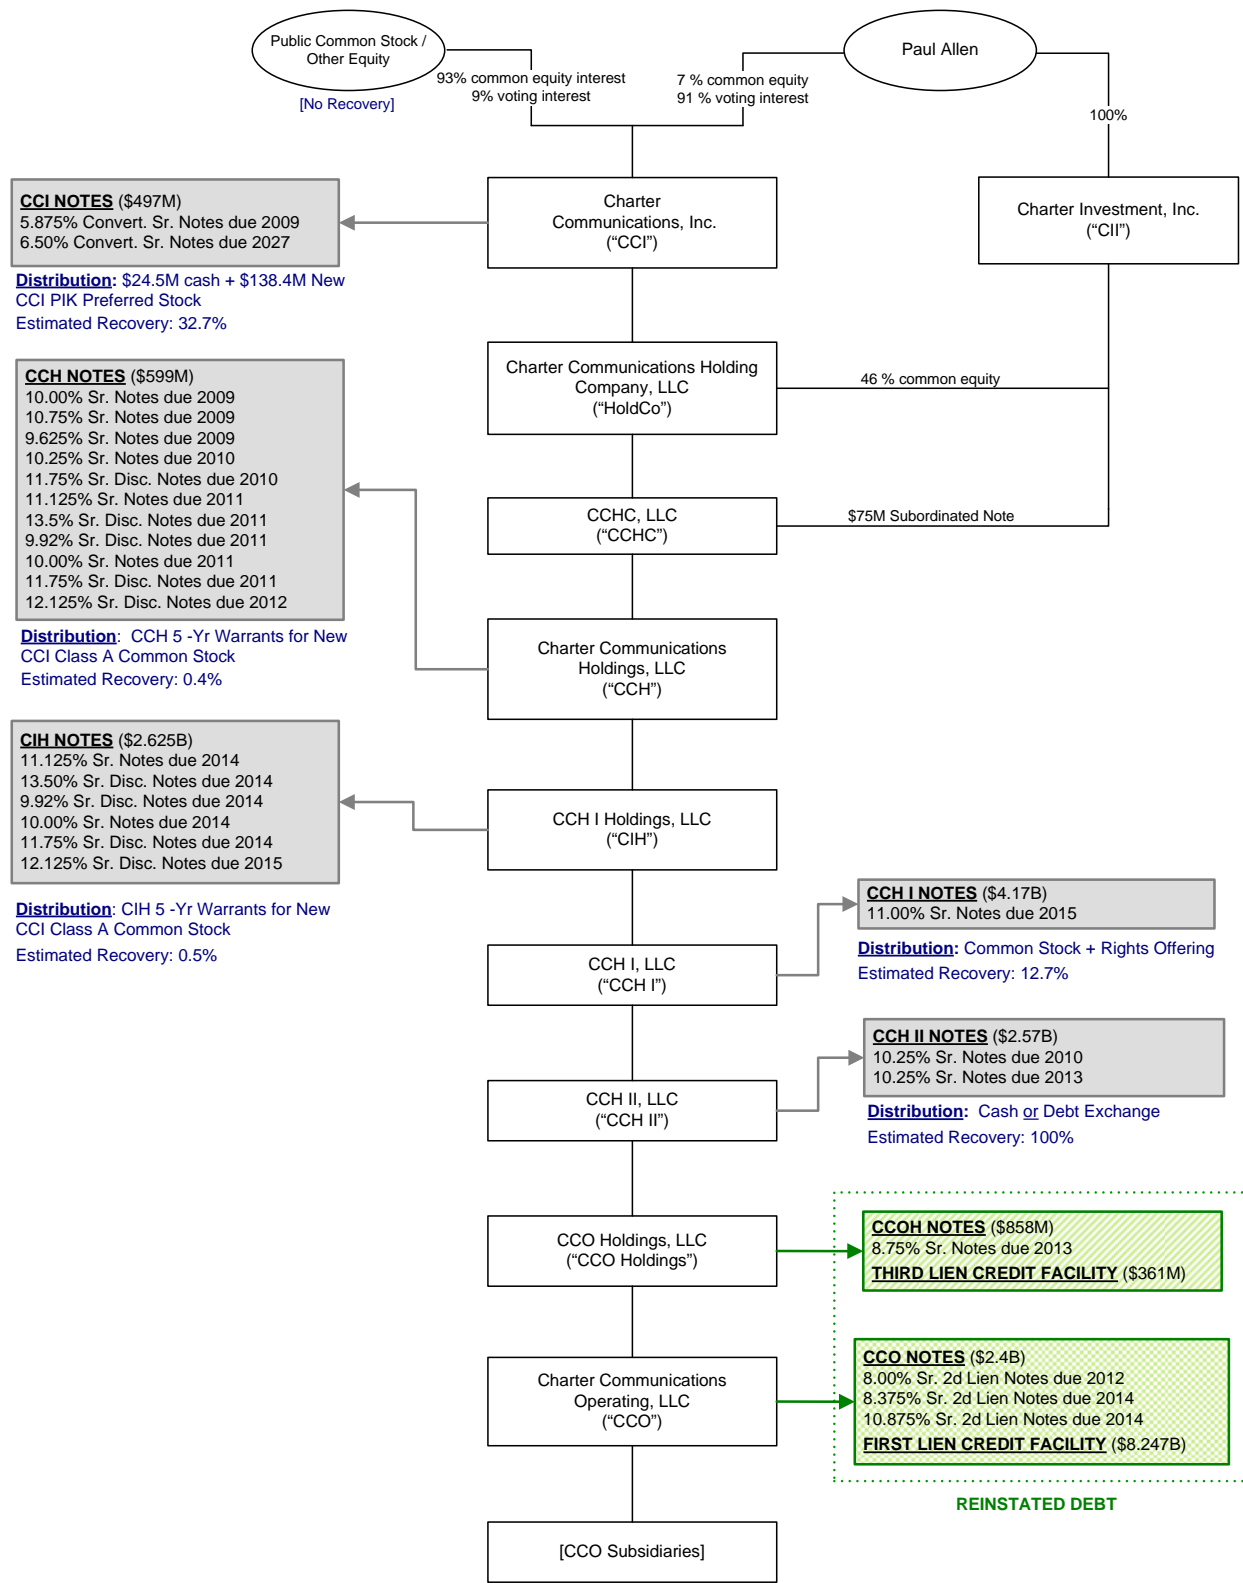 Public Common Stock /
Other Equity
[No Recovery]
93% common equity interest
9% voting interest
Paul Allen
7 % common equity
91 % voting interest
100%
Charter
Communications, Inc.
(“CCI”)
Charter Investment, Inc.
(“CII”)
CCI NOTES ($497M)
5.875% Convert. Sr. Notes due 2009
6.50% Convert. Sr. Notes due 2027
Distribution: $24.5M cash + $138.4M New
CCI PIK Preferred Stock
Estimated Recovery: 32.7%
Charter Communications Holding
Company, LLC
(“HoldCo”)
46 % common equity
CCH NOTES ($599M)
10.00% Sr. Notes due 2009
10.75% Sr. Notes due 2009
9.625% Sr. Notes due 2009
10.25% Sr. Notes due 2010
11.75% Sr. Disc. Notes due 2010
11.125% Sr. Notes due 2011
13.5% Sr. Disc. Notes due 2011
9.92% Sr. Disc. Notes due 2011
10.00% Sr. Notes due 2011
11.75% Sr. Disc. Notes due 2011
12.125% Sr. Disc. Notes due 2012
Distribution: CCH 5 -Yr Warrants for New
CCI Class A Common Stock
Estimated Recovery: 0.4%
CCHC, LLC
(“CCHC”)
$75M Subordinated Note
Charter Communications
Holdings, LLC
(“CCH”)
CIH NOTES ($2.625B)
11.125% Sr. Notes due 2014
13.50% Sr. Disc. Notes due 2014
9.92% Sr. Disc. Notes due 2014
10.00% Sr. Notes due 2014
11.75% Sr. Disc. Notes due 2014
12.125% Sr. Disc. Notes due 2015
Distribution: CIH 5 -Yr Warrants for New
CCI Class A Common Stock
Estimated Recovery: 0.5%
CCH I Holdings, LLC
(“CIH”)
CCH I NOTES ($4.17B)
11.00% Sr. Notes due 2015
Distribution: Common Stock + Rights Offering
Estimated Recovery: 12.7%
CCH I, LLC
(“CCH I”)
CCH II NOTES ($2.57B)
10.25% Sr. Notes due 2010
10.25% Sr. Notes due 2013
Distribution: Cash or Debt Exchange
Estimated Recovery: 100%
CCH II, LLC
(“CCH II”)
CCO Holdings, LLC
(“CCO Holdings”)
CCOH NOTES ($858M)
8.75% Sr. Notes due 2013
THIRD LIEN CREDIT FACILITY ($361M)
Charter Communications
Operating, LLC
(“CCO”)
CCO NOTES ($2.4B)
8.00% Sr. 2d Lien Notes due 2012
8.375% Sr. 2d Lien Notes due 2014
10.875% Sr. 2d Lien Notes due 2014
FIRST LIEN CREDIT FACILITY ($8.247B)
REINSTATED DEBT
[CCO Subsidiaries]